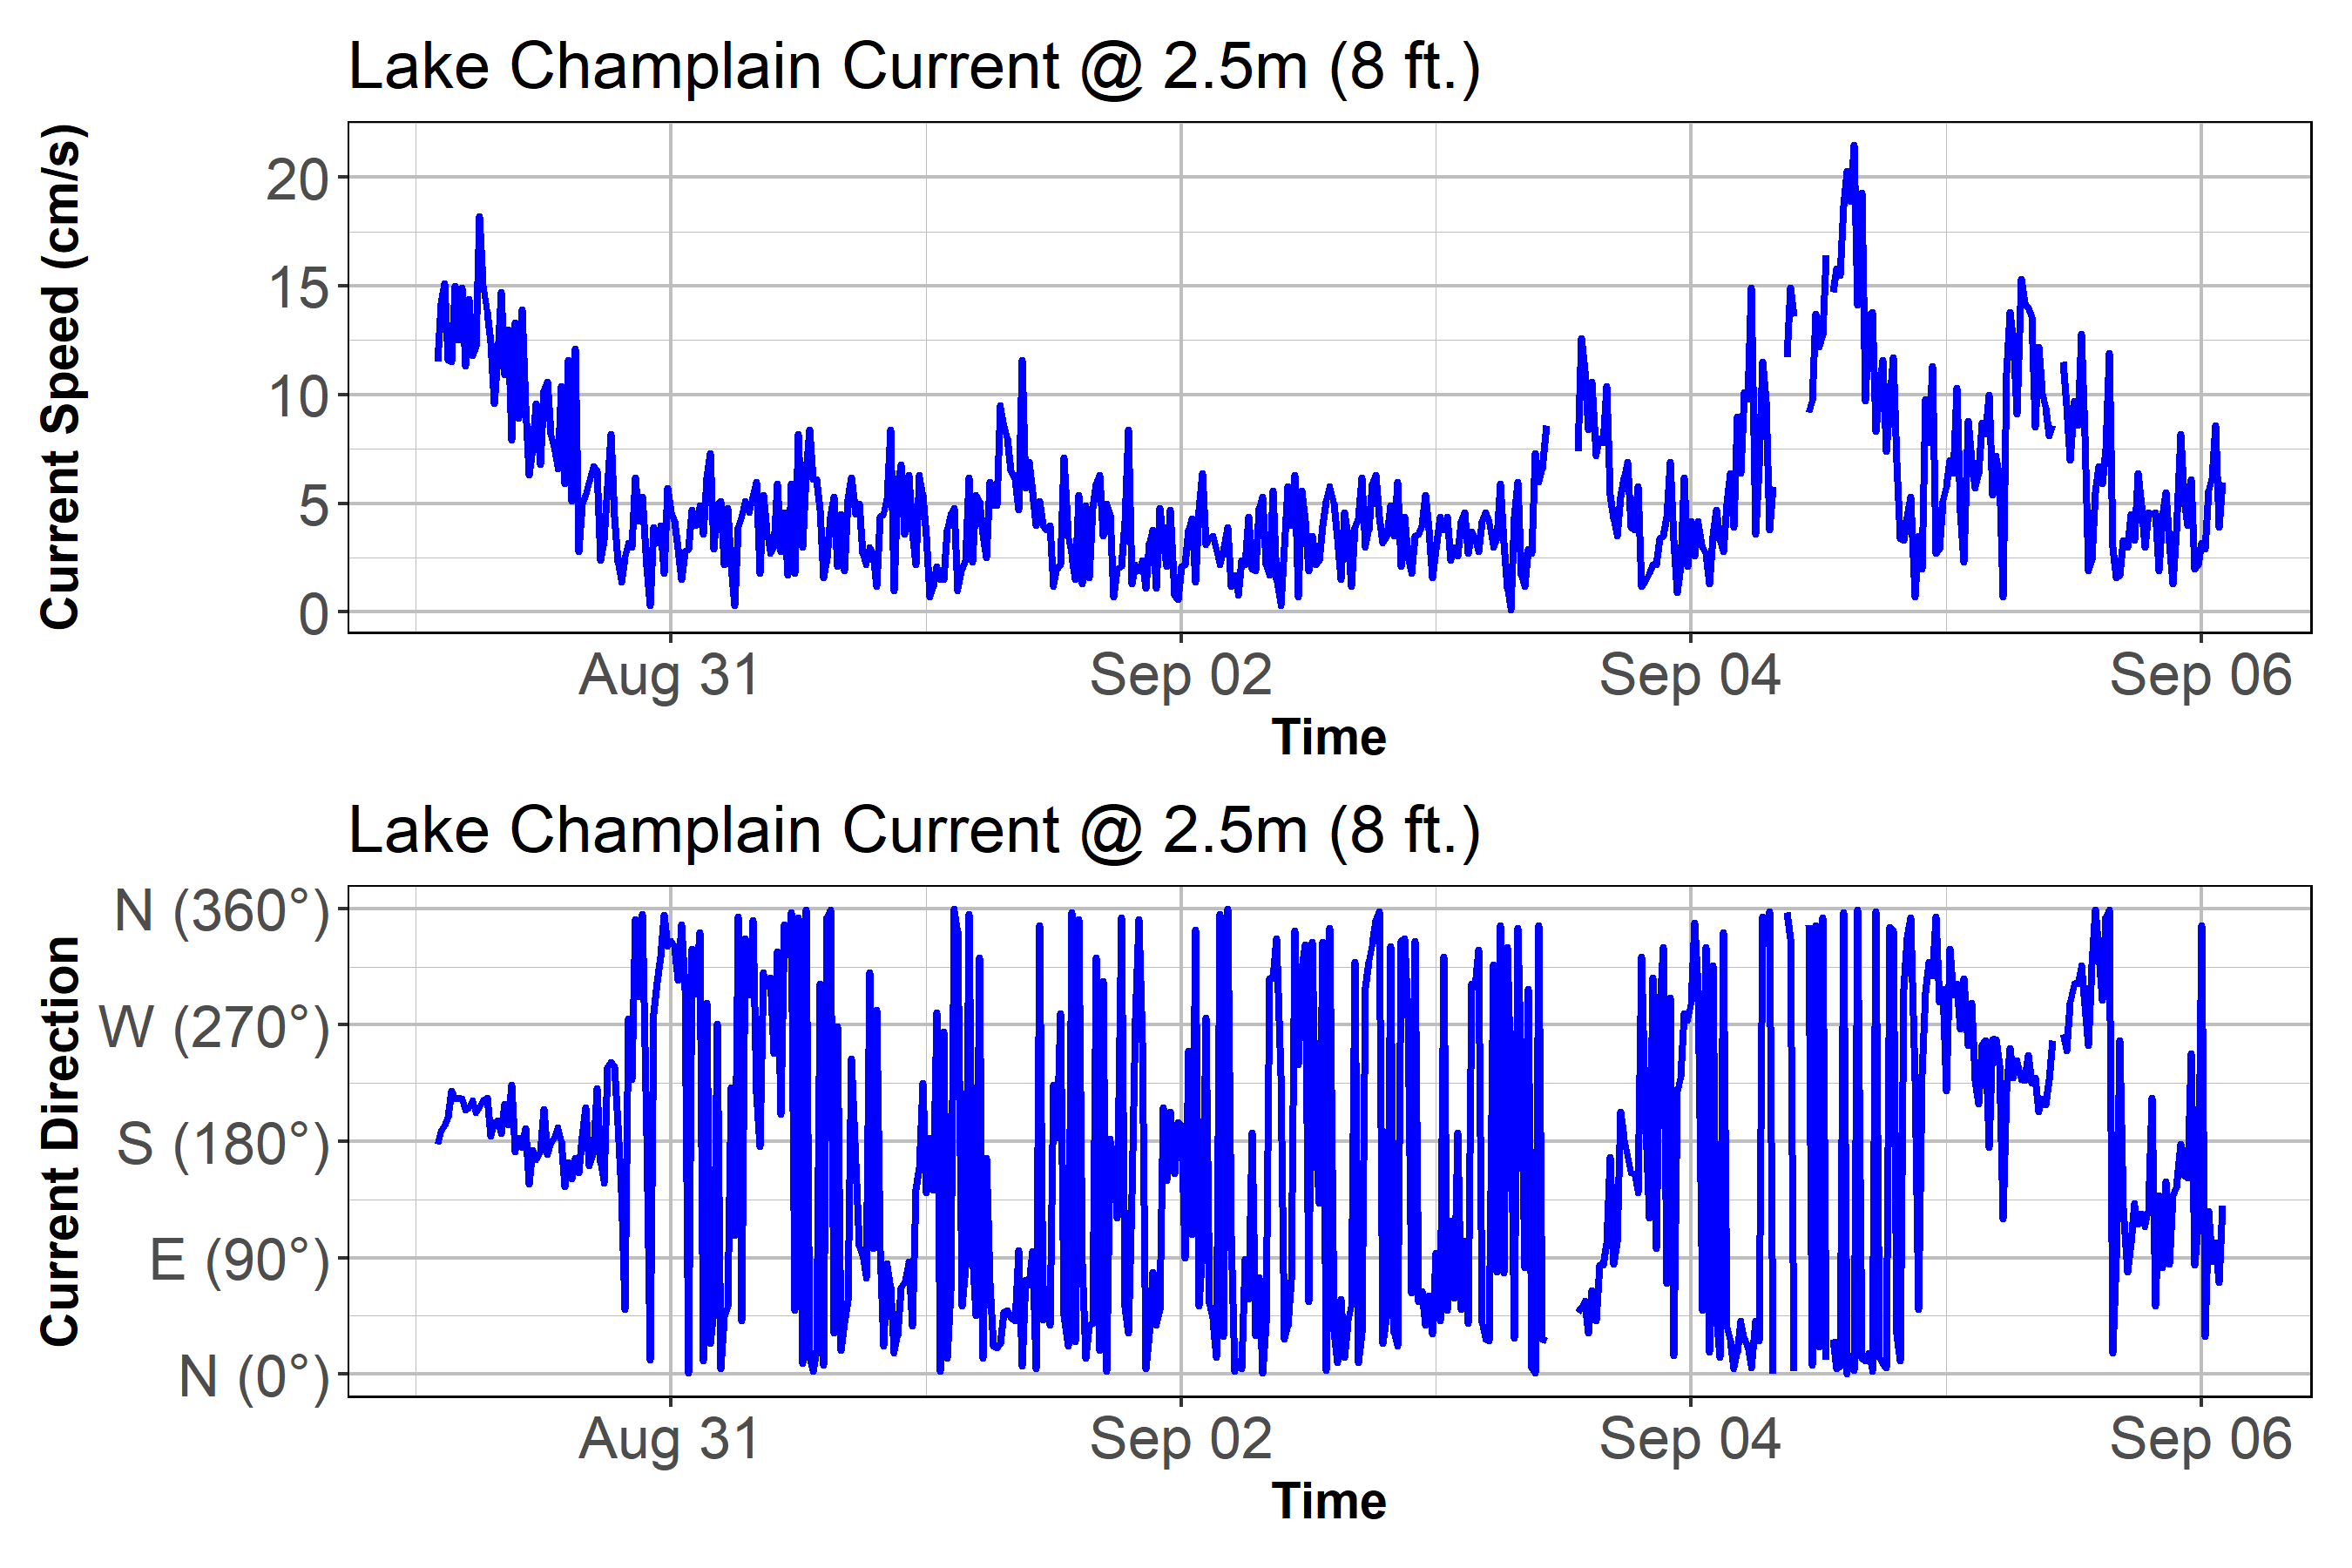 Lake Champlain Current @ 2.5m (8 ft.)
Current Speed (cm/s)
20
15
10
5
0
Aug 31 Sep 02 Sep 04 Sep 06
Time
Lake Champlain Current @ 2.5m (8 ft.)
Current Direction
N (360°)
W (270°)
S (180°)
E (90°)
N (0°)
Aug 31 Sep 02 Sep 04 Sep 06
Time